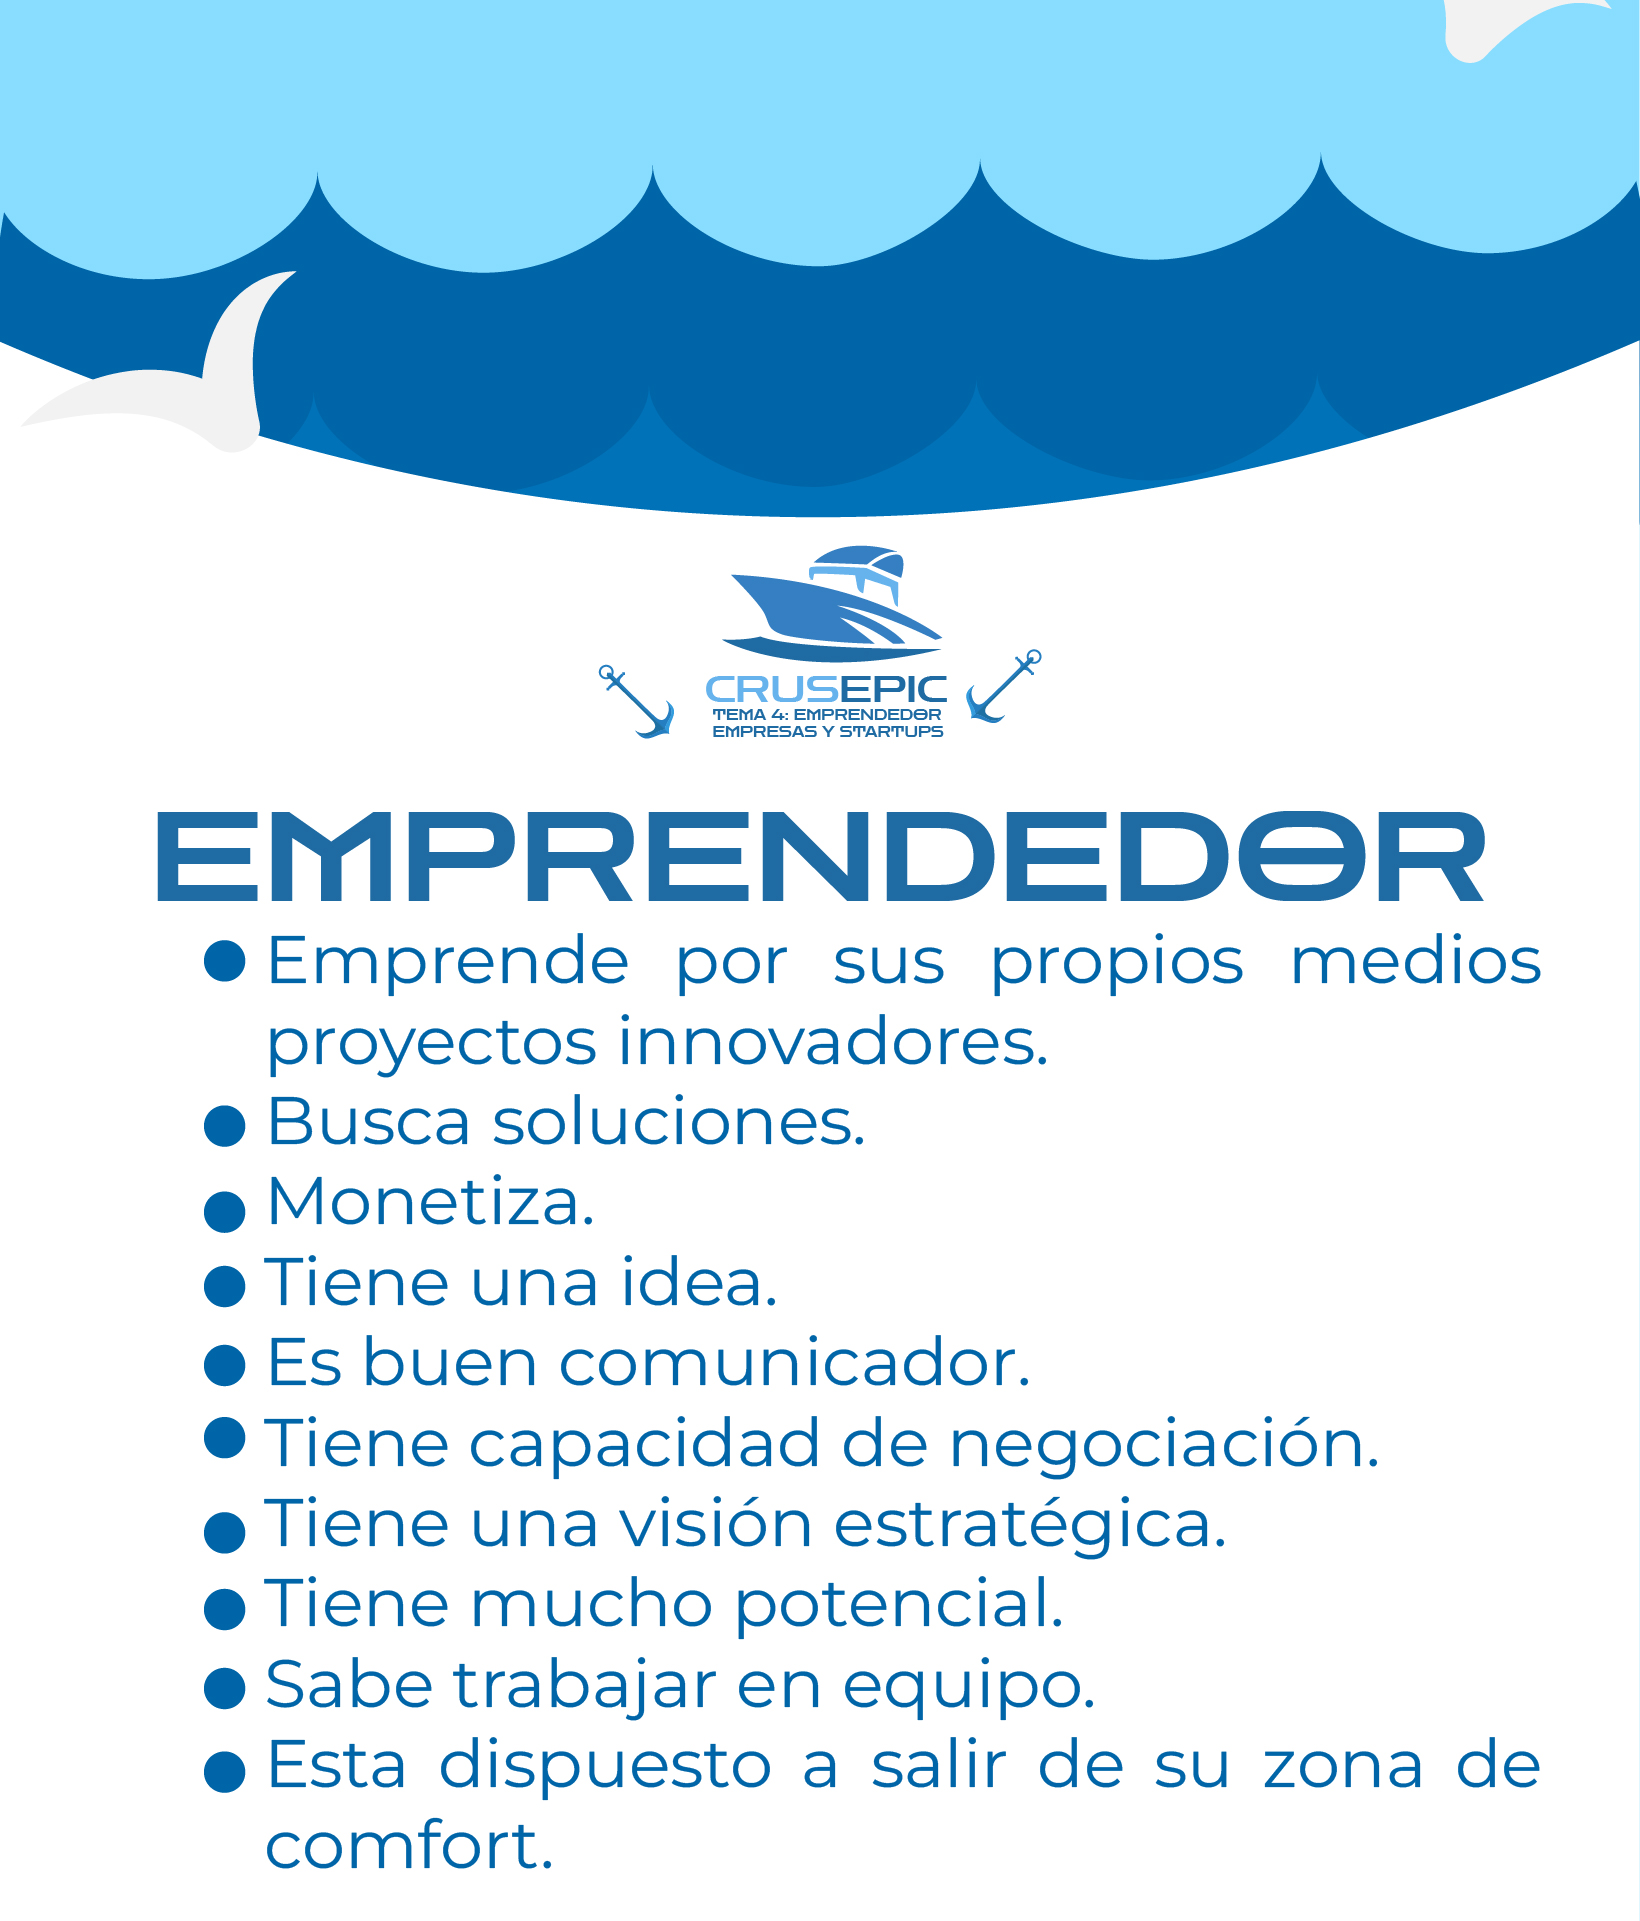 CRUSEPIC
TEMA 4: EMPRENDEDOR
EMPRESAS Y STARTUPS
EMPRENDEDOR
● Emprende por sus propios medios
proyectos innovadores.
● Busca soluciones.
● Monetiza.
● Tiene una idea.
● Es buen comunicador.
● Tiene capacidad de negociación.
● Tiene una visión estratégica.
● Tiene mucho potencial.
● Sabe trabajar en equipo.
● Esta dispuesto a salir de su zona de
comfort.